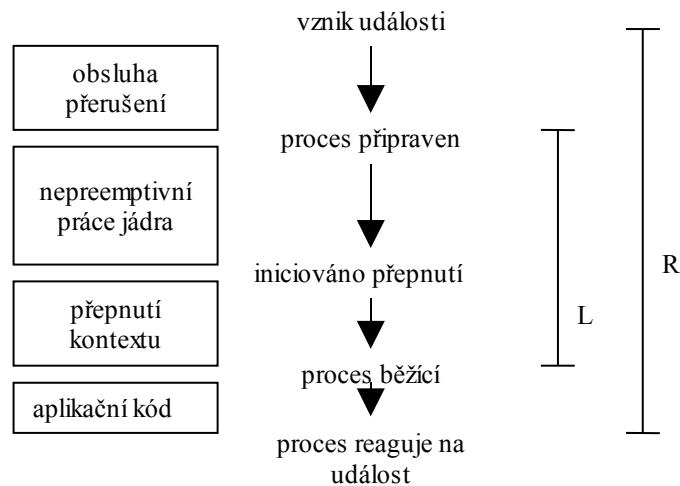 vznik události
obsluha
přerušení
proces připraven
nepreemptivní
práce jádra
iniciováno přepnutí
R
přepnutí
kontextu
L
proces běžící
aplikační kód
proces reaguje na
událost